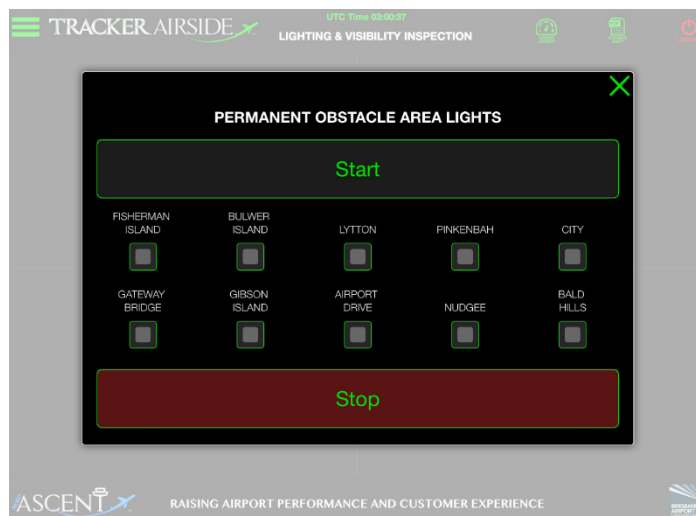 UTC Time 03:00:37
TRACKER AIRSIDE
LIGHTING & VISIBILITY INSPECTION
PERMANENT OBSTACLE AREA LIGHTS
Start
FISHERMAN
ISLAND
BULWER
ISLAND
LYTTON
PINKENBAH
CITY
GATEWAY
BRIDGE
GIBSON
ISLAND
AIRPORT
DRIVE
NUDGEE
BALD
HILLS
Stop
ASCENT
RAISING AIRPORT PERFORMANCE AND CUSTOMER EXPERIENCE
BRISBANE
AIRPORT